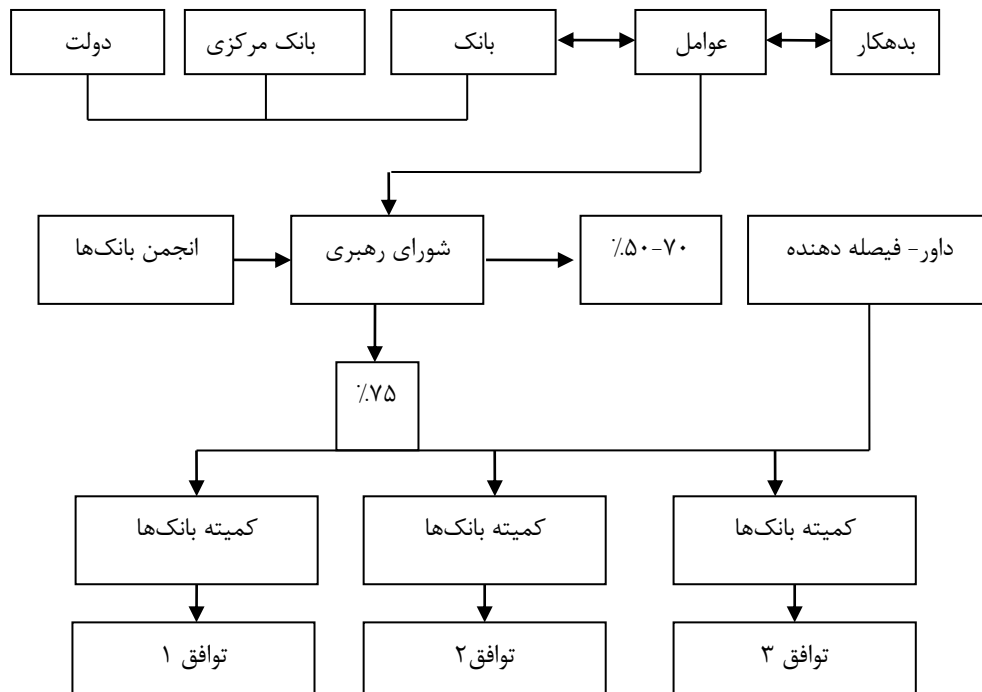 بدهکار
عوامل
بانک
بانک مرکزی
دولت
داور- فیصله دهنده
٪۵۰-۷۰
شورای رهبری
انجمن بانک‌ها
٪۷۵
کمیته بانک‌ها
کمیته بانک‌ها
کمیته بانک‌ها
توافق ۳
توافق۲
توافق ۱